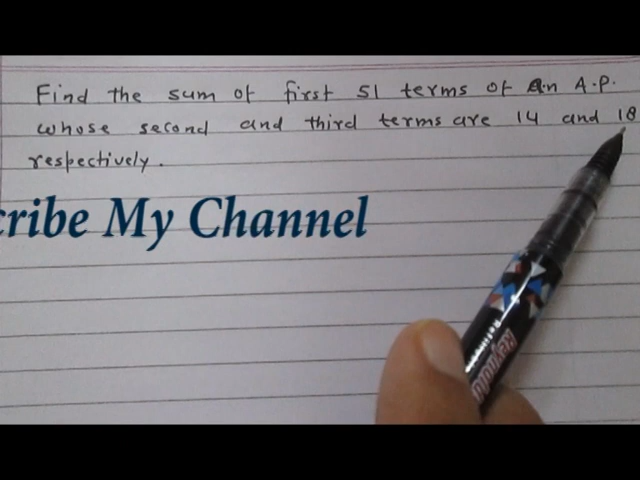 Find the sum of first 51 terms of an A.P.
whose second and third terms are 14 and 18
respectively.
cribe My Channel
Reynolds